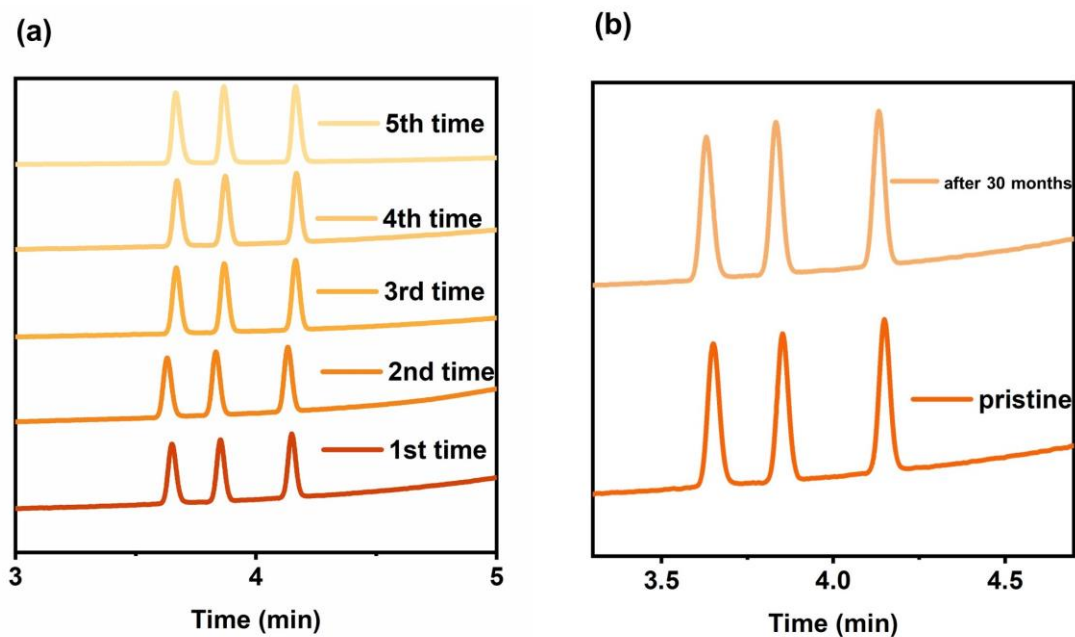 (a)
5th time
4th time
3rd time
2nd time
1st time
3
4
5
Time (min)
(b)
after 30 months
pristine
3.5
4.0
4.5
Time (min)